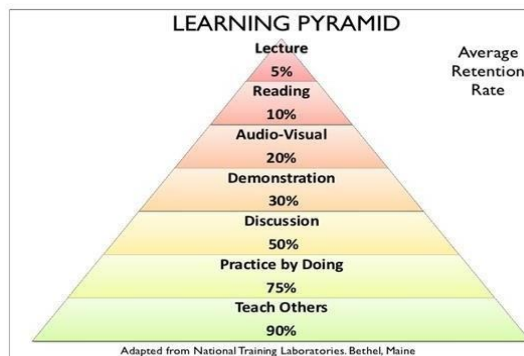 LEARNING PYRAMID
Average
Retention
Rate
Lecture
5%
Reading
10%
Audio-Visual
20%
Demonstration
30%
Discussion
50%
Practice by Doing
75%
Teach Others
90%
Adapted from National Training Laboratories. Bethel, Maine